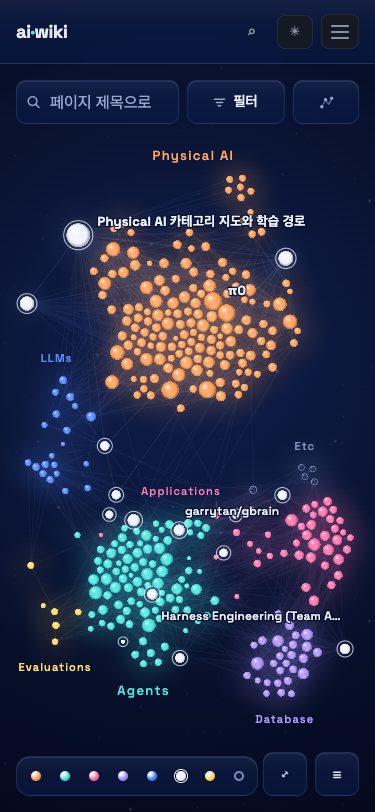 ai·wiki
페이지 제목으로
필터
Physical AI
Physical AI 카테고리 지도와 학습 경로
π0
LLMs
Etc
Applications
garrytan/gbrain
Harness Engineering (Team A...
Evaluations
Agents
Database